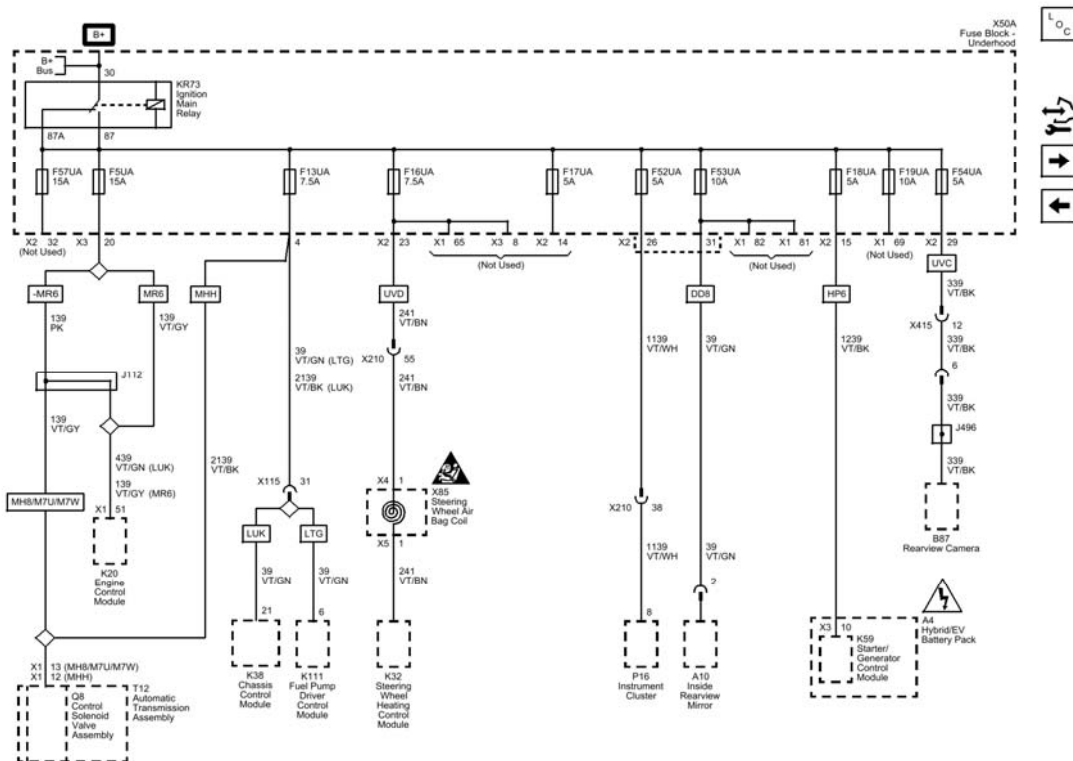 B+
X50A
Fuse Block -
Underhood
L
O
C
B+
Bus
30
KR73
Ignition
Main
Relay
87A
87
F57UA
15A
F5UA
15A
F13UA
7.5A
F16UA
7.5A
F17UA
5A
F52UA
5A
F53UA
10A
F18UA
5A
F19UA
10A
F54UA
5A
X2 32
(Not Used)
X3 20
4
X2 23
X1 65
X3 8
X2 14
(Not Used)
X2 26
31
X1 82
X1 81
(Not Used)
X2 15
X1 69
(Not Used)
X2 29
-MR6
MR6
MHH
UVD
DD8
HP6
UVC
139
PK
139
VT/GY
241
VT/BN
339
VT/BK
X415 12
339
VT/BK
6
J112
39
VT/GN (LTG)
2139
VT/BK (LUK)
X210 55
241
VT/BN
1139
VT/WH
39
VT/GN
1239
VT/BK
339
VT/BK
J496
339
VT/BK
139
VT/GY
439
VT/GN (LUK)
139
VT/GY (MR6)
2139
VT/BK
MH8/M7U/M7W
X1 51
K20
Engine
Control
Module
X115 31
LUK
LTG
39
VT/GN
39
VT/GN
21
6
K38
Chassis
Control
Module
K111
Fuel Pump
Driver
Control
Module
X4 1
X85
Steering
Wheel Air
Bag Coil
X5 1
241
VT/BN
K32
Steering
Wheel
Heating
Control
Module
X210 38
1139
VT/WH
8
P16
Instrument
Cluster
39
VT/GN
2
A10
Inside
Rearview
Mirror
B87
Rearview Camera
A4
Hybrid/EV
Battery Pack
X3 10
K59
Starter/
Generator
Control
Module
X1 13 (MH8/M7U/M7W)
X1 12 (MHH)
Q8
Control
Solenoid
Valve
Assembly
T12
Automatic
Transmission
Assembly